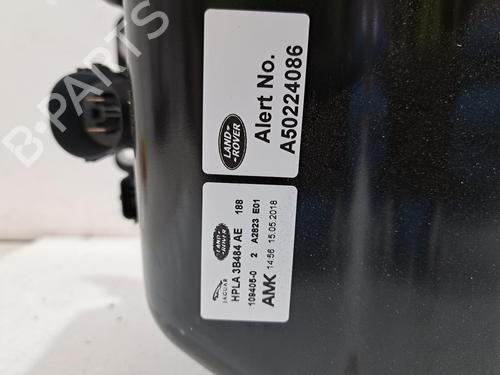 LAND-
-ROVER
Alert No.
A50224086
JAGUAR
LAND-
-ROVER
HPLA 3B484 AE 188
109405-0 2 A2823 E01
AMK 14:56 15.05.2018
B-PARTS